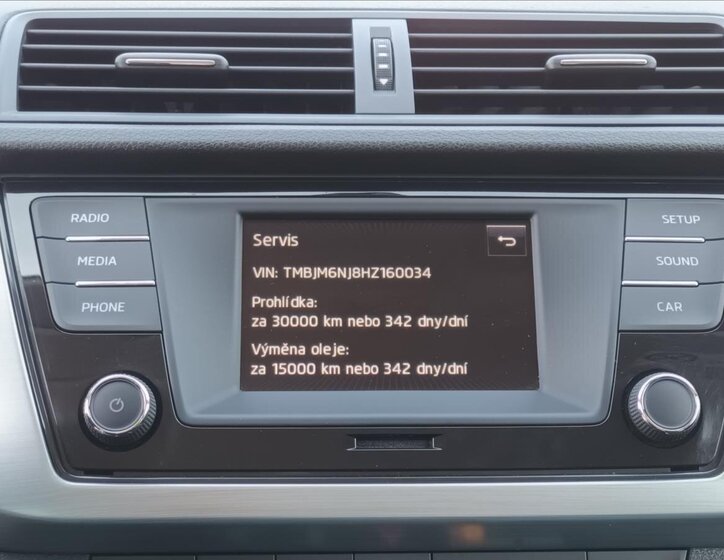 RADIO
MEDIA
PHONE
Servis
VIN: TMBJM6NJ8HZ160034
Prohlídka:
za 30000 km nebo 342 dny/dní
Výměna oleje:
za 15000 km nebo 342 dny/dní
SETUP
SOUND
CAR